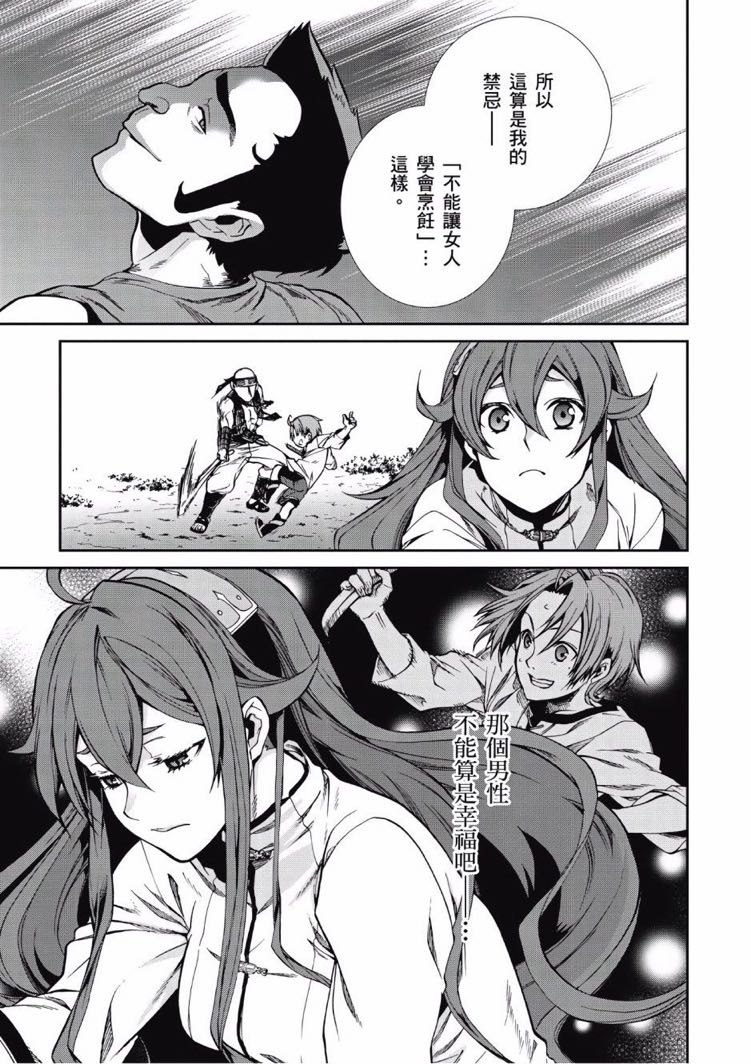 所以
這算是我的
禁忌——
「不能讓女人
學會烹飪」…
這樣。
那個男性
不能算是幸福吧——…